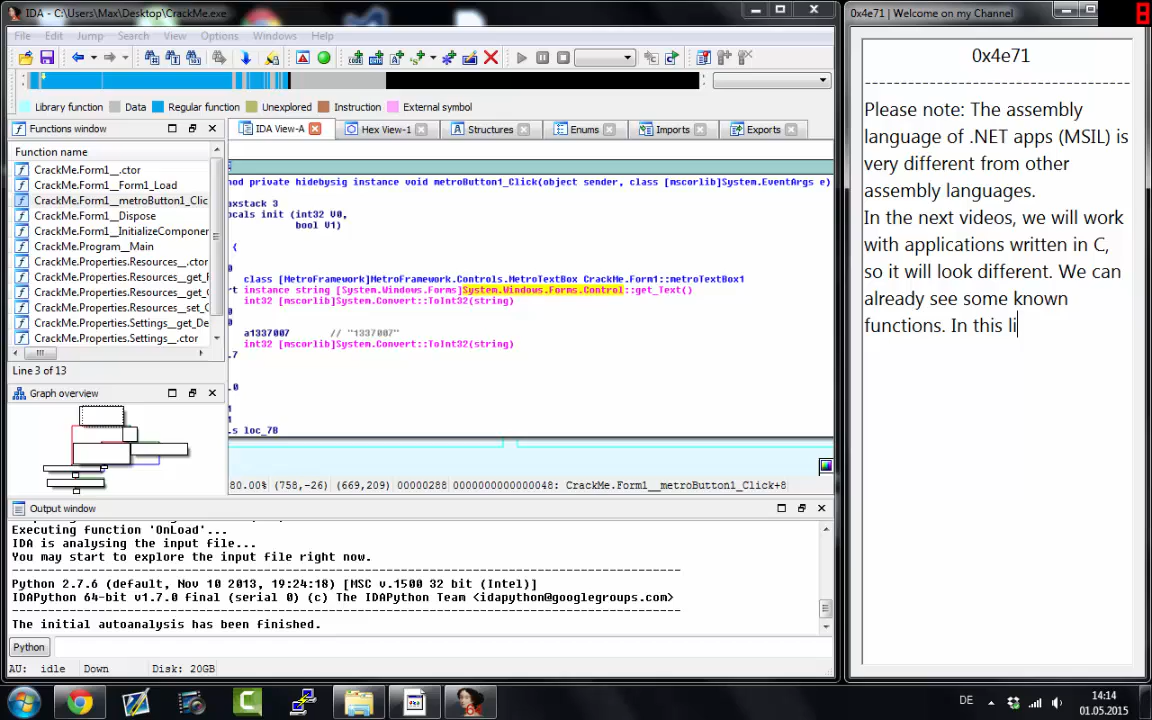 IDA - C:\Users\Max\Desktop\CrackMe.exe
File Edit Jump Search View Options Windows Help
Library function Data Regular function Unexplored Instruction External symbol
Functions window
IDA View-A Hex View-1 Structures Enums Imports Exports
Function name
CrackMe.Form1__.ctor
CrackMe.Form1__Form1_Load
CrackMe.Form1__metroButton1_Clic
CrackMe.Form1__Dispose
CrackMe.Form1__InitializeComponer
CrackMe.Program__Main
CrackMe.Properties.Resources__.ctor
CrackMe.Properties.Resources__get_F
CrackMe.Properties.Resources__get_(
CrackMe.Properties.Resources__set_C
CrackMe.Properties.Settings__get_De
CrackMe.Properties.Settings__.ctor
Line 3 of 13
Graph overview
nod private hidebysig instance void metroButton1_Click(object sender, class [mscorlib]System.EventArgs e)
axstack 3
ocals init (int32 V0,
bool V1)
{
0
class [MetroFramework]MetroFramework.Controls.MetroTextBox CrackMe.Form1::metroTextBox1
rt instance string [System.Windows.Forms]System.Windows.Forms.Control::get_Text()
int32 [mscorlib]System.Convert::ToInt32(string)
0
0
a1337007 // "1337007"
int32 [mscorlib]System.Convert::ToInt32(string)
.7
.0
1
1
.s loc_7B
80.00% (758,-26) (669,209) 00000288 0000000000000048: CrackMe.Form1__metroButton1_Click+8
Output window
Executing function 'OnLoad'...
IDA is analysing the input file...
You may start to explore the input file right now.
Python 2.7.6 (default, Nov 10 2013, 19:24:18) [MSC v.1500 32 bit (Intel)]
IDAPython 64-bit v1.7.0 final (serial 0) (c) The IDAPython Team <idapython@googlegroups.com>
The initial autoanalysis has been finished.
Python
AU: idle Down Disk: 20GB
0x4e71 | Welcome on my Channel
8
0x4e71
Please note: The assembly
language of .NET apps (MSIL) is
very different from other
assembly languages.
In the next videos, we will work
with applications written in C,
so it will look different. We can
already see some known
functions. In this li
DE
14:14
01.05.2015